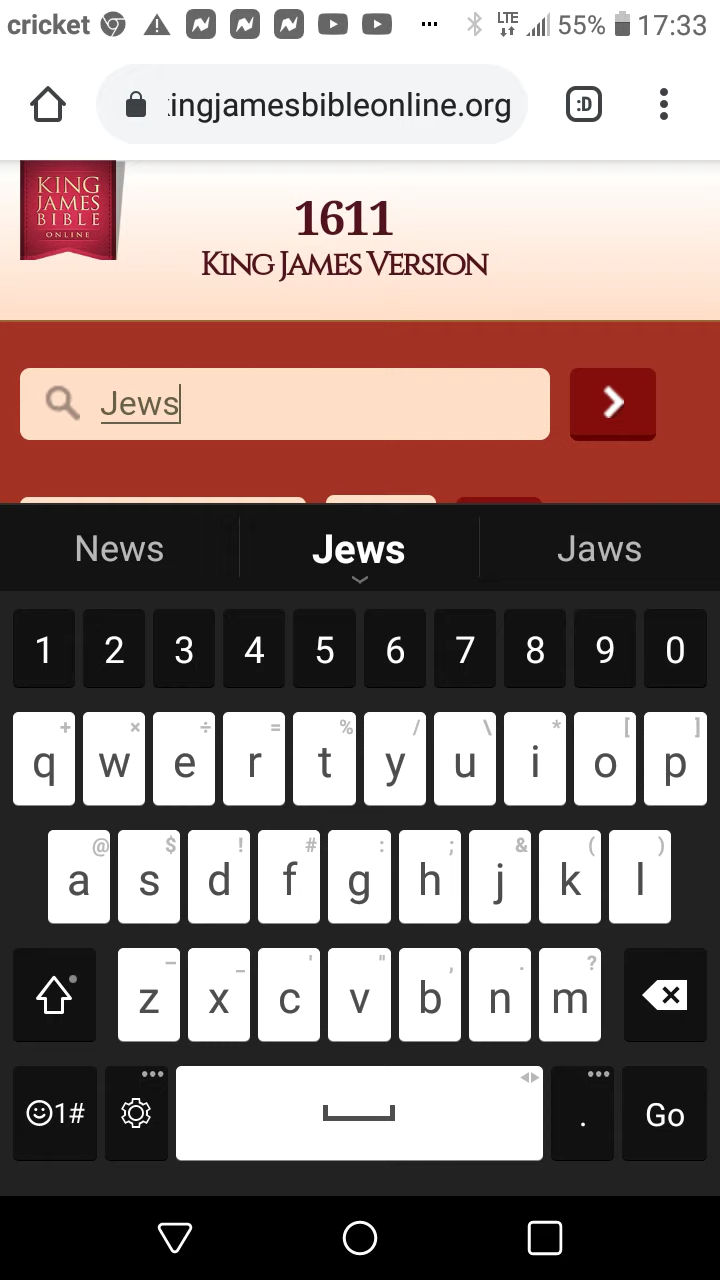 cricket ... LTE 55% 17:33
ingjamesbibleonline.org :D
KING
JAMES
BIBLE
ONLINE
1611
KING JAMES VERSION
Jews
News Jews Jaws
1 2 3 4 5 6 7 8 9 0
+ × ÷ = % / \ * [ ]
q w e r t y u i o p
@ $ ! # : ; & ( )
a s d f g h j k l
– _ ' " , . ?
z x c v b n m
1# . Go